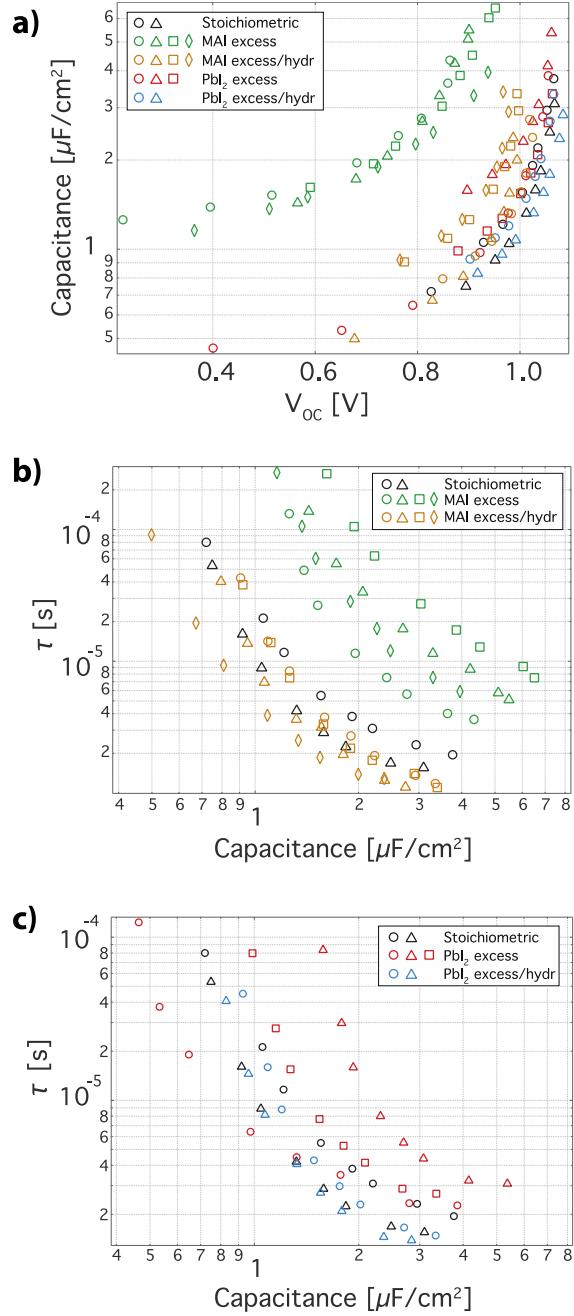 a)
Capacitance [µF/cm²]
6
5
4
3
2
1
9
8
7
6
5
Stoichiometric
MAI excess
MAI excess/hydr
PbI₂ excess
PbI₂ excess/hydr
0.4 0.6 0.8 1.0
V_OC [V]
b)
τ [s]
2
10⁻⁴
8
6
4
2
10⁻⁵
8
6
4
2
Stoichiometric
MAI excess
MAI excess/hydr
4 5 6 7 8 9 1 2 3 4 5 6 7 8
Capacitance [µF/cm²]
c)
τ [s]
10⁻⁴
8
6
4
2
10⁻⁵
8
6
4
2
Stoichiometric
PbI₂ excess
PbI₂ excess/hydr
4 5 6 7 8 9 1 2 3 4 5 6 7 8
Capacitance [µF/cm²]